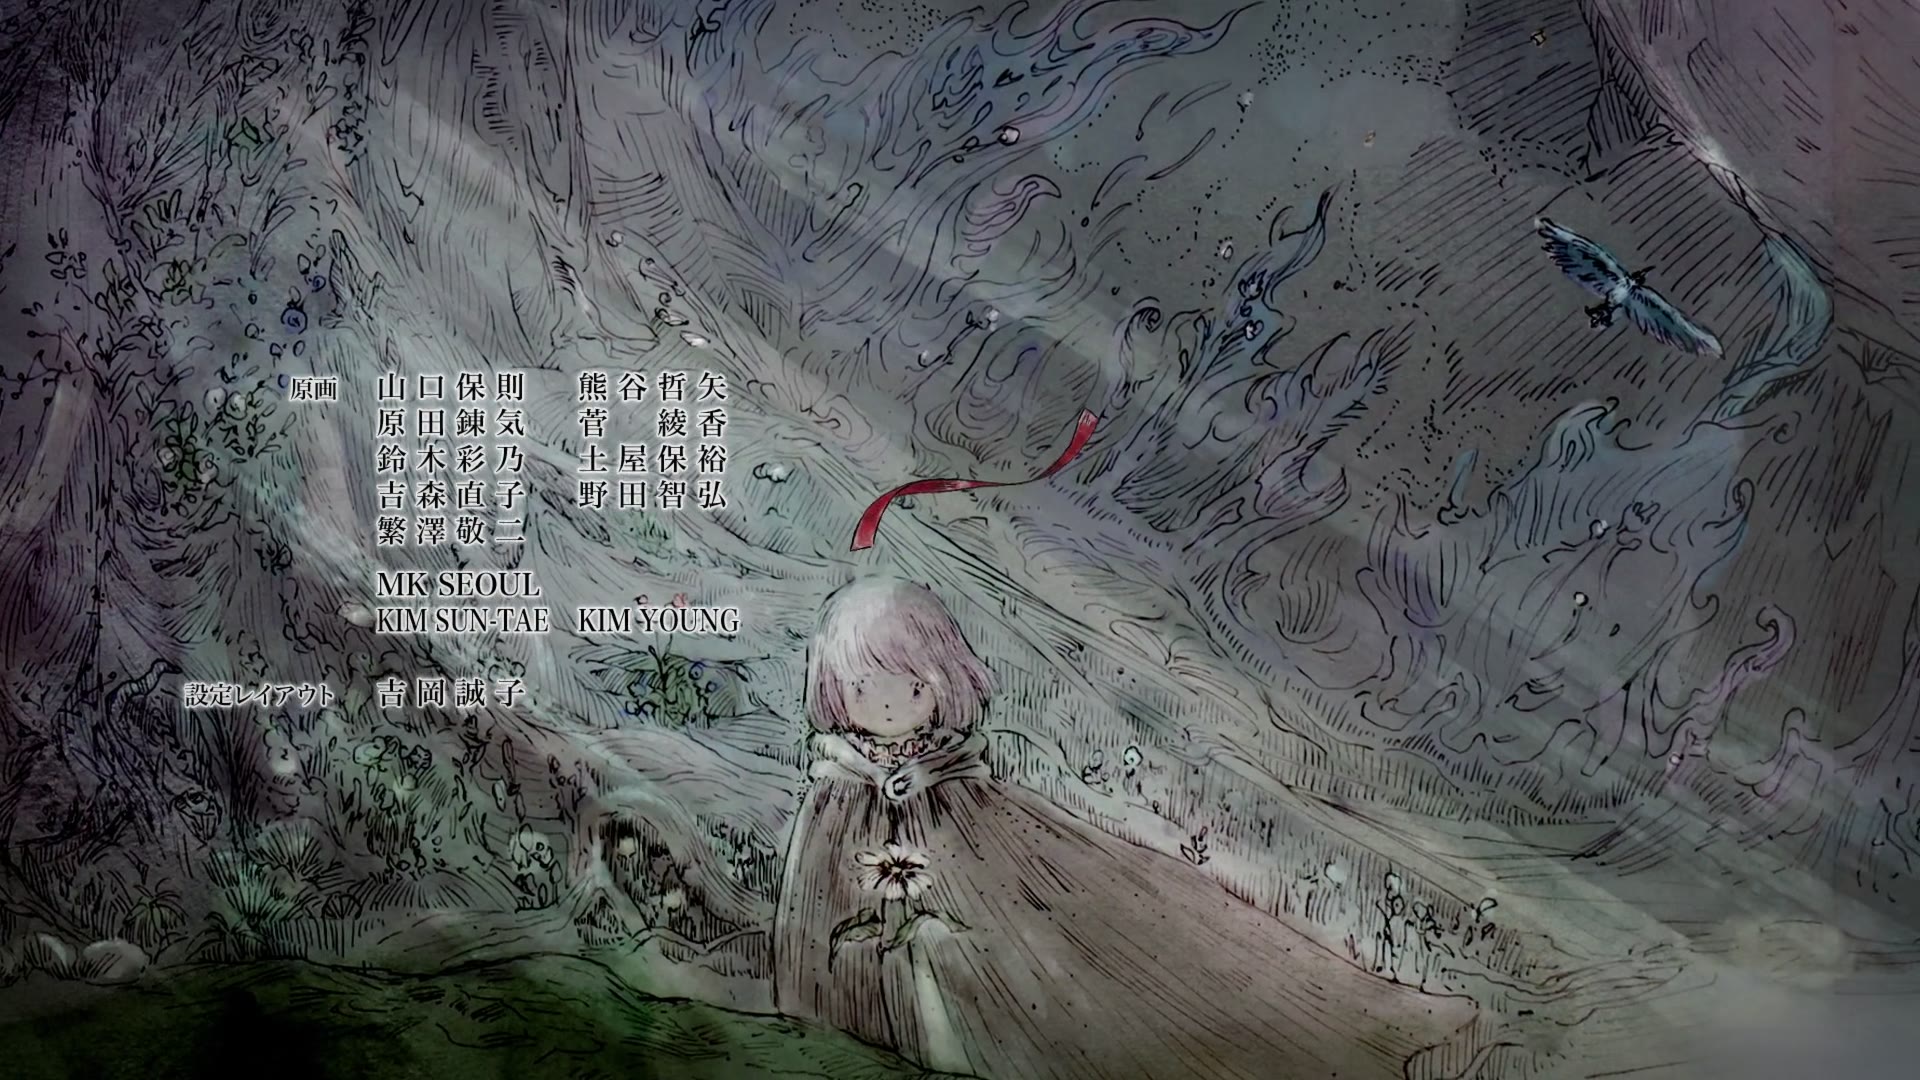 原画 山口保則 熊谷哲矢
原田錬気 菅 綾香
鈴木彩乃 土屋保裕
吉森直子 野田智弘
繁澤敬二
MK SEOUL
KIM SUN-TAE KIM YOUNG
設定レイアウト 吉岡誠子